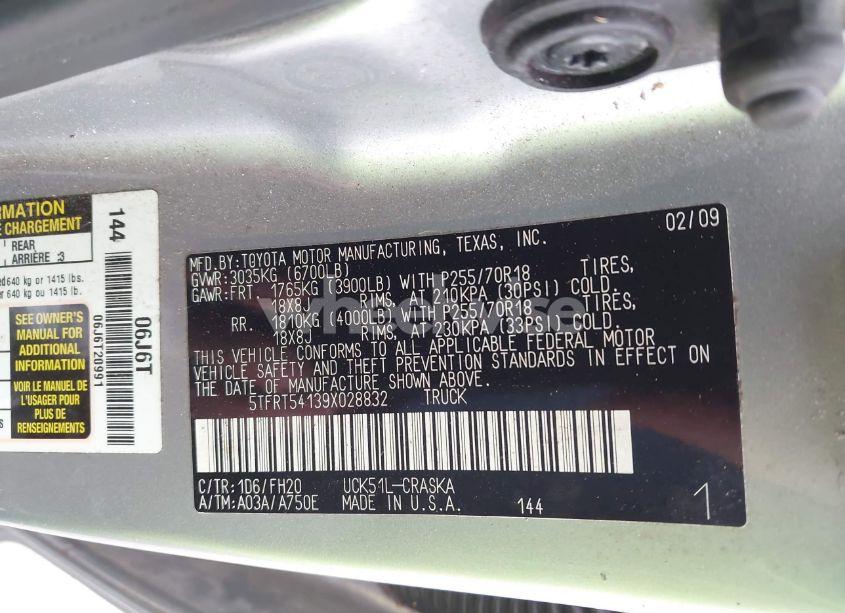 RMATION
E CHARGEMENT
REAR
ARRIÈRE :3
ed 640 kg or 1415 lbs.
er 640 kg ou 1415 lb.
SEE OWNER'S
MANUAL FOR
ADDITIONAL
INFORMATION
VOIR LE MANUEL DE
L'USAGER POUR
PLUS DE
RENSEIGNEMENTS
144
06J6T20991
06J6T
02/09
MFD.BY:TOYOTA MOTOR MANUFACTURING, TEXAS, INC.
GVWR:3035KG (6700LB)
GAWR:FRT 1765KG (3900LB) WITH P255/70R18 TIRES,
18X8J RIMS, AT 210KPA (30PSI) COLD.
RR. 1810KG (4000LB) WITH P255/70R18 TIRES,
18X8J RIMS, AT 230KPA (33PSI) COLD.
THIS VEHICLE CONFORMS TO ALL APPLICABLE FEDERAL MOTOR
VEHICLE SAFETY AND THEFT PREVENTION STANDARDS IN EFFECT ON
THE DATE OF MANUFACTURE SHOWN ABOVE.
5TFRT54139X028832 TRUCK
C/TR:1D6/FH20 UCK51L-CRASKA
A/TM:A03A/A750E MADE IN U.S.A. 144 1